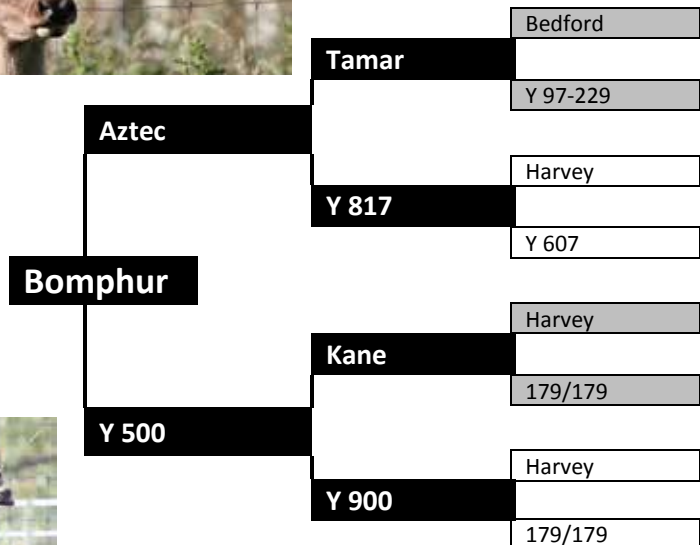 Bedford
Tamar
Y 97-229
Aztec
Harvey
Y 817
Y 607
Bomphur
Harvey
Kane
179/179
Y 500
Harvey
Y 900
179/179